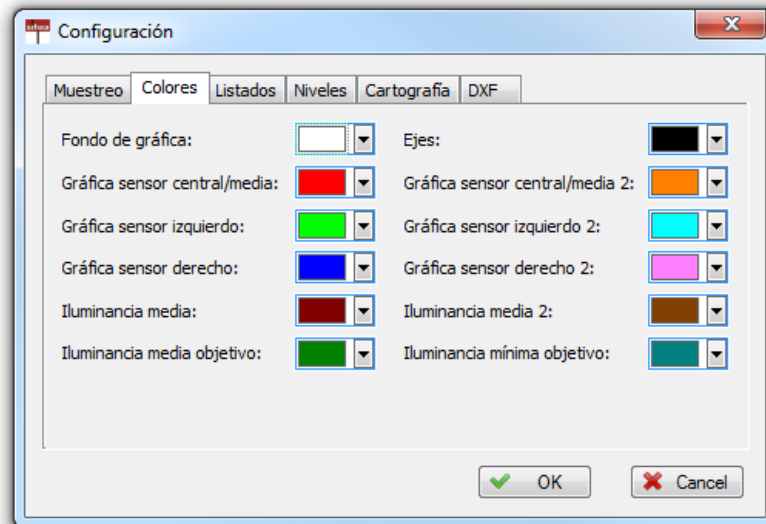 Configuración
Muestreo Colores Listados Niveles Cartografía DXF
Fondo de gráfica: Ejes:
Gráfica sensor central/media: Gráfica sensor central/media 2:
Gráfica sensor izquierdo: Gráfica sensor izquierdo 2:
Gráfica sensor derecho: Gráfica sensor derecho 2:
Iluminancia media: Iluminancia media 2:
Iluminancia media objetivo: Iluminancia mínima objetivo:
OK Cancel